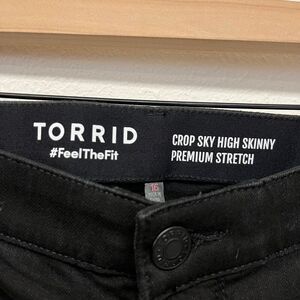 TORRID
#FeelTheFit
CROP SKY HIGH SKINNY
PREMIUM STRETCH
16